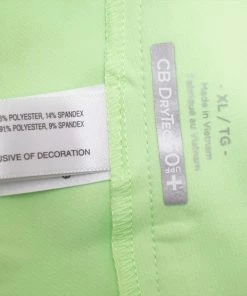 % POLYESTER, 14% SPANDEX
91% POLYESTER, 9% SPANDEX
USIVE OF DECORATION
CB DRYTEC
50
UPF
+
- XL / TG -
Made in Vietnam
Fabriqué au Vietnam